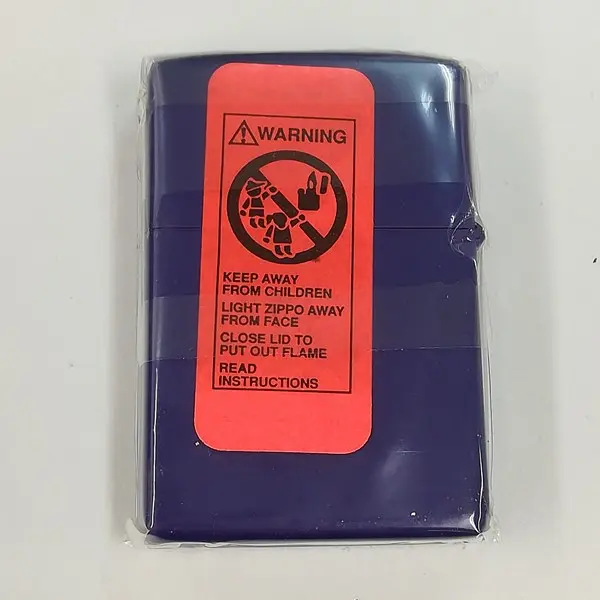 WARNING
KEEP AWAY
FROM CHILDREN
LIGHT ZIPPO AWAY
FROM FACE
CLOSE LID TO
PUT OUT FLAME
READ
INSTRUCTIONS